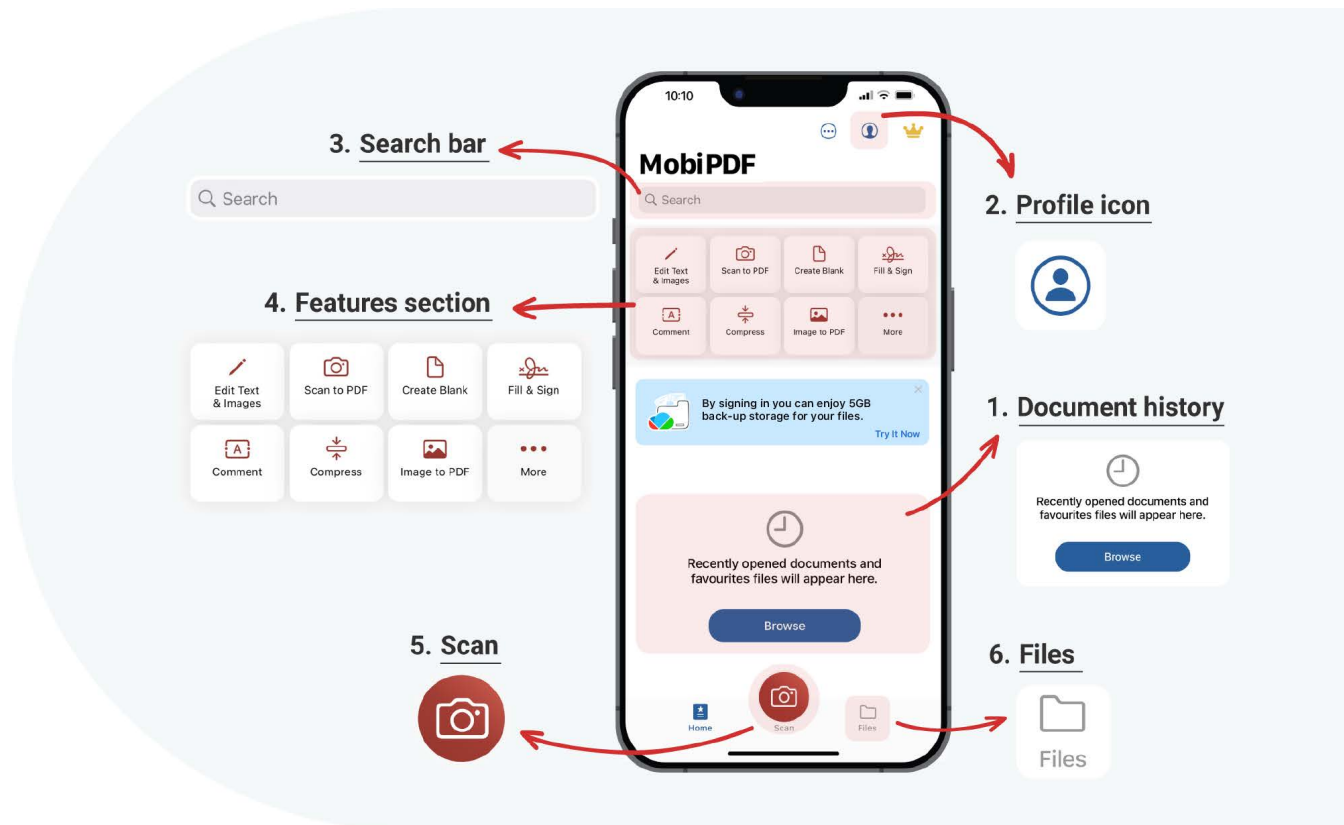 3. Search bar
Search
4. Features section
Edit Text
& Images
Scan to PDF
Create Blank
Fill & Sign
Comment
Compress
Image to PDF
More
5. Scan
10:10
MobiPDF
Search
Edit Text
& Images
Scan to PDF
Create Blank
Fill & Sign
Comment
Compress
Image to PDF
More
By signing in you can enjoy 5GB
back-up storage for your files.
Try It Now
Recently opened documents and
favourites files will appear here.
Browse
Home
Scan
Files
2. Profile icon
1. Document history
Recently opened documents and
favourites files will appear here.
Browse
6. Files
Files